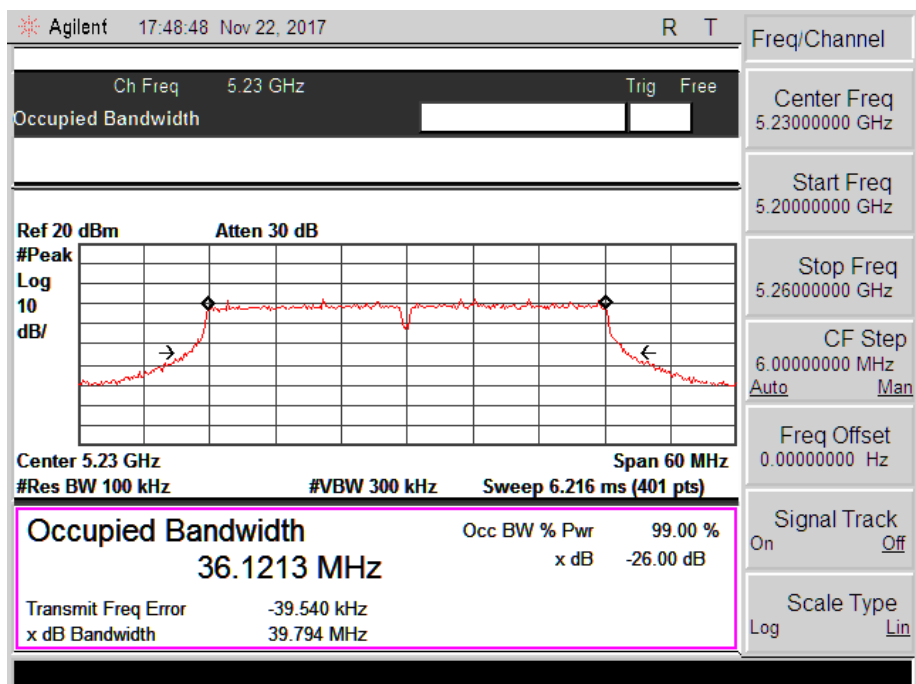 Agilent 17:48:48 Nov 22, 2017 R T
Freq/Channel
Ch Freq 5.23 GHz Trig Free
Occupied Bandwidth
Center Freq
5.23000000 GHz
Start Freq
5.20000000 GHz
Stop Freq
5.26000000 GHz
CF Step
6.00000000 MHz
Auto Man
Freq Offset
0.00000000 Hz
Signal Track
On Off
Scale Type
Log Lin
Ref 20 dBm Atten 30 dB
#Peak
Log
10
dB/
Center 5.23 GHz Span 60 MHz
#Res BW 100 kHz #VBW 300 kHz Sweep 6.216 ms (401 pts)
Occupied Bandwidth Occ BW % Pwr 99.00 %
36.1213 MHz x dB -26.00 dB
Transmit Freq Error -39.540 kHz
x dB Bandwidth 39.794 MHz